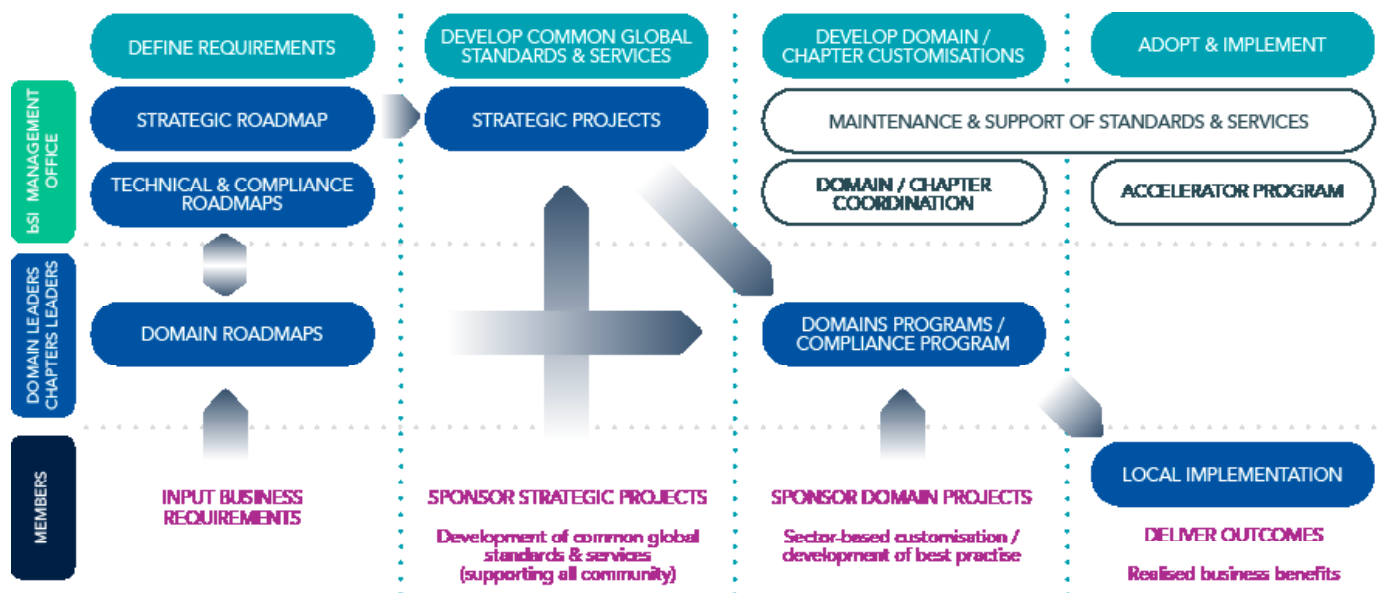 DEFINE REQUIREMENTS
DEVELOP COMMON GLOBAL
STANDARDS & SERVICES
DEVELOP DOMAIN /
CHAPTER CUSTOMISATIONS
ADOPT & IMPLEMENT
bSI MANAGEMENT
OFFICE
STRATEGIC ROADMAP
STRATEGIC PROJECTS
MAINTENANCE & SUPPORT OF STANDARDS & SERVICES
TECHNICAL & COMPLIANCE
ROADMAPS
DOMAIN / CHAPTER
COORDINATION
ACCELERATOR PROGRAM
DOMAIN LEADERS
CHAPTERS LEADERS
DOMAIN ROADMAPS
DOMAINS PROGRAMS /
COMPLIANCE PROGRAM
MEMBERS
INPUT BUSINESS
REQUIREMENTS
SPONSOR STRATEGIC PROJECTS
Development of common global
standards & services
(supporting all community)
SPONSOR DOMAIN PROJECTS
Sector-based customisation /
development of best practise
LOCAL IMPLEMENTATION
DELIVER OUTCOMES
Realised business benefits